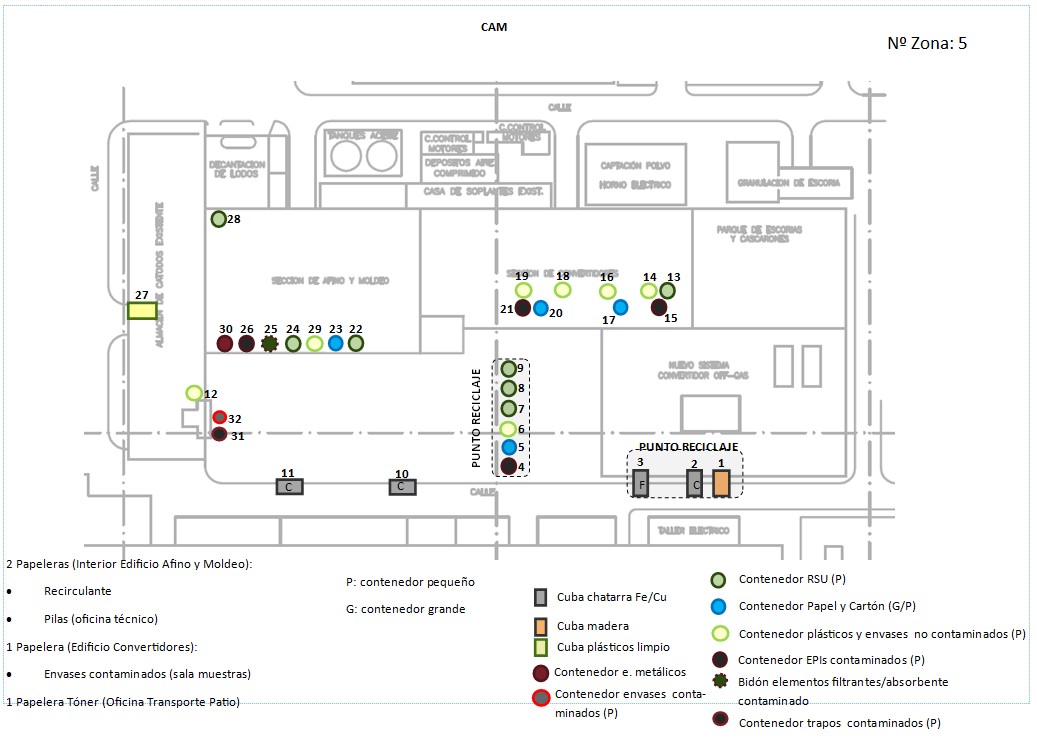 CAM
Nº Zona: 5
CALLE
C.CONTROL
MOTORES
TANQUES ACEITE
C.CONTROL
MOTORES
DECANTACION
DE LODOS
DEPOSITOS AIRE
COMPRIMIDO
CAPTACIÓN POLVO
HORNO ELECTRICO
CALLE
GRANULACION DE ESCORIA
CASA DE SOPLANTES EXIST.
28
PARQUE DE ESCORIAS
Y CASCARONES
ALMACEN DE CATODOS EXISTENTE
SECCION DE AFINO Y MOLDEO
SECCION DE CONVERTIDORES
19
18
16
14
13
27
21
20
17
15
30
26
25
24
29
23
22
NUEVO SISTEMA
CONVERTIDOR OFF-GAS
PUNTO RECICLAJE
9
8
7
6
5
4
12
32
31
PUNTO RECICLAJE
3
2
1
F
C
11
C
10
C
CALLE
TALLER ELECTRICO
2 Papeleras (Interior Edificio Afino y Moldeo):
• Recirculante
• Pilas (oficina técnico)
1 Papelera (Edificio Convertidores):
• Envases contaminados (sala muestras)
1 Papelera Tóner (Oficina Transporte Patio)
P: contenedor pequeño
G: contenedor grande
Cuba chatarra Fe/Cu
Cuba madera
Cuba plásticos limpio
Contenedor e. metálicos
Contenedor envases conta-
minados (P)
Contenedor RSU (P)
Contenedor Papel y Cartón (G/P)
Contenedor plásticos y envases no contaminados (P)
Contenedor EPIs contaminados (P)
Bidón elementos filtrantes/absorbente
contaminado
Contenedor trapos contaminados (P)